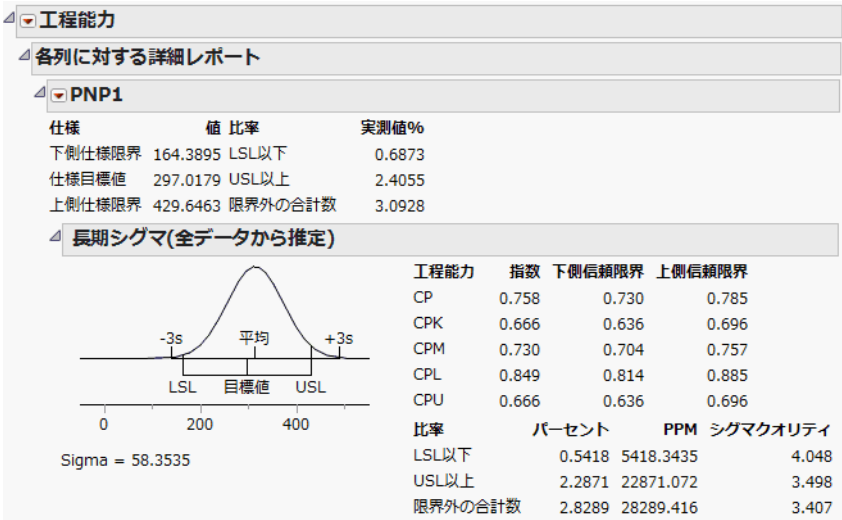 工程能力
各列に対する詳細レポート
PNP1
仕様 値 比率 実測値%
下側仕様限界 164.3895 LSL以下 0.6873
仕様目標値 297.0179 USL以上 2.4055
上側仕様限界 429.6463 限界外の合計数 3.0928
長期シグマ(全データから推定)
-3s 平均 +3s
LSL 目標値 USL
0 200 400
Sigma = 58.3535
工程能力 指数 下側信頼限界 上側信頼限界
CP 0.758 0.730 0.785
CPK 0.666 0.636 0.696
CPM 0.730 0.704 0.757
CPL 0.849 0.814 0.885
CPU 0.666 0.636 0.696
比率 パーセント PPM シグマクオリティ
LSL以下 0.5418 5418.3435 4.048
USL以上 2.2871 22871.072 3.498
限界外の合計数 2.8289 28289.416 3.407